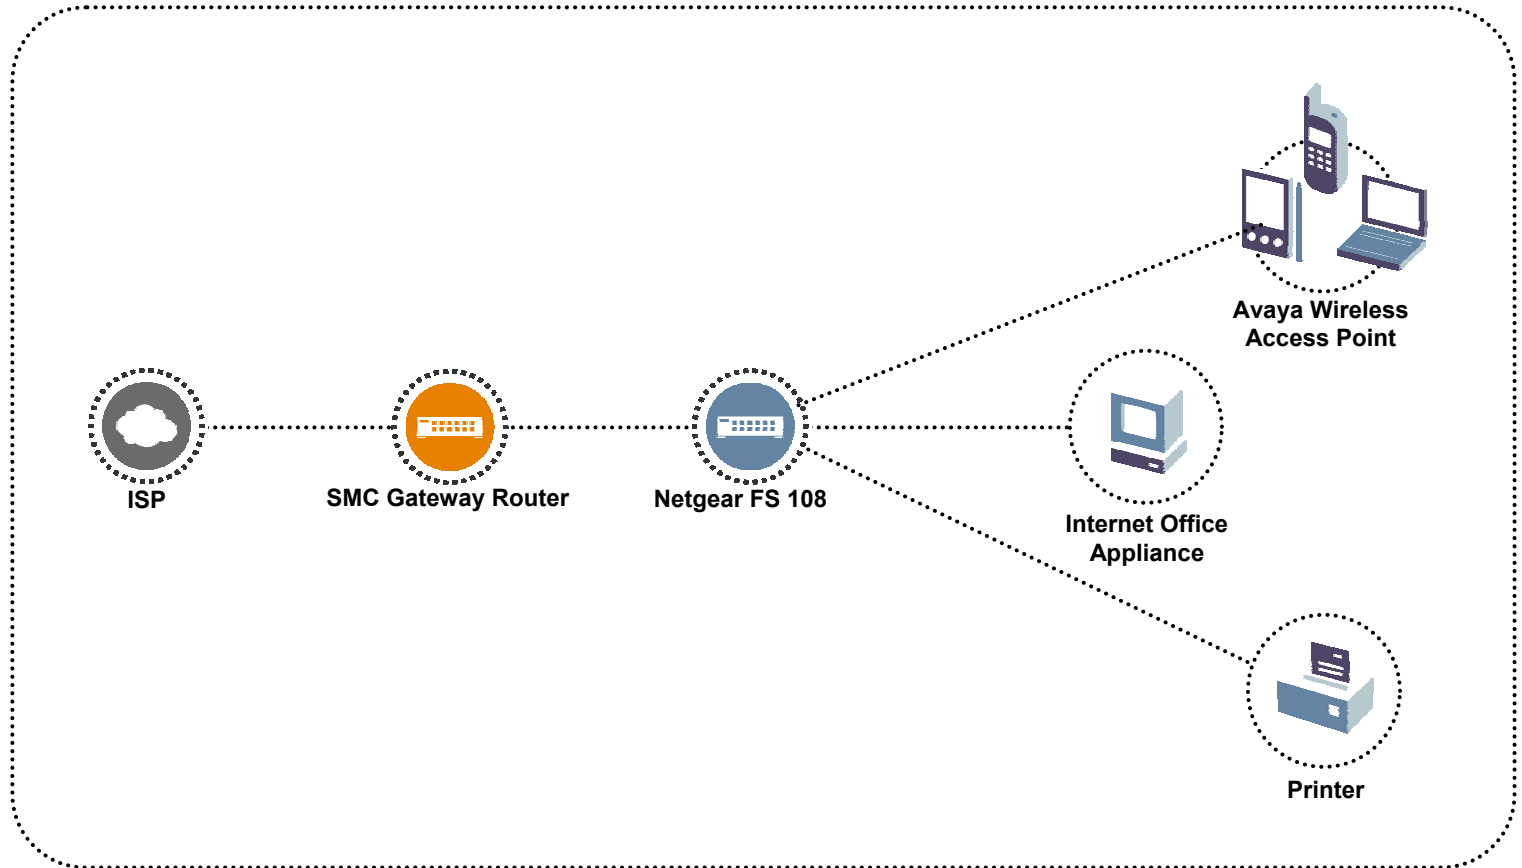 Avaya Wireless
Access Point
ISP
SMC Gateway Router
Netgear FS 108
Internet Office
Appliance
Printer